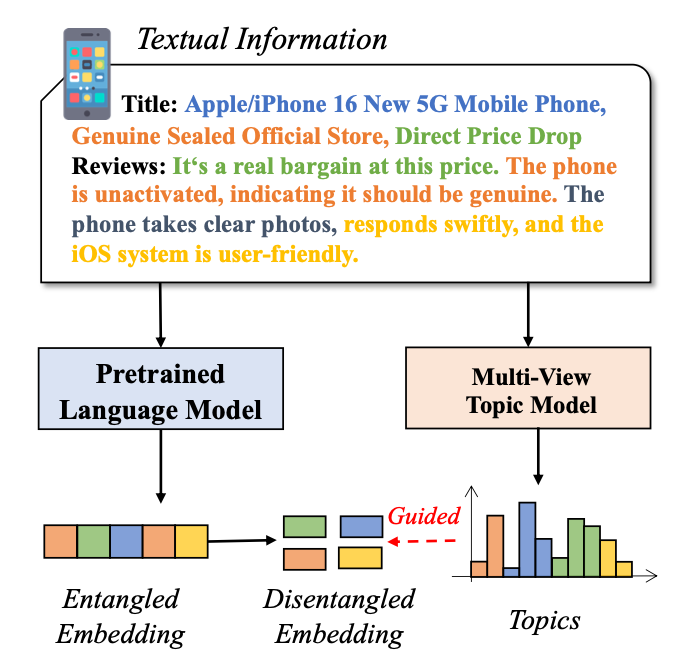 Textual Information
Title: Apple/iPhone 16 New 5G Mobile Phone,
Genuine Sealed Official Store, Direct Price Drop
Reviews: It‘s a real bargain at this price. The phone
is unactivated, indicating it should be genuine. The
phone takes clear photos, responds swiftly, and the
iOS system is user-friendly.
Pretrained
Language Model
Multi-View
Topic Model
Guided
Entangled
Embedding
Disentangled
Embedding
Topics